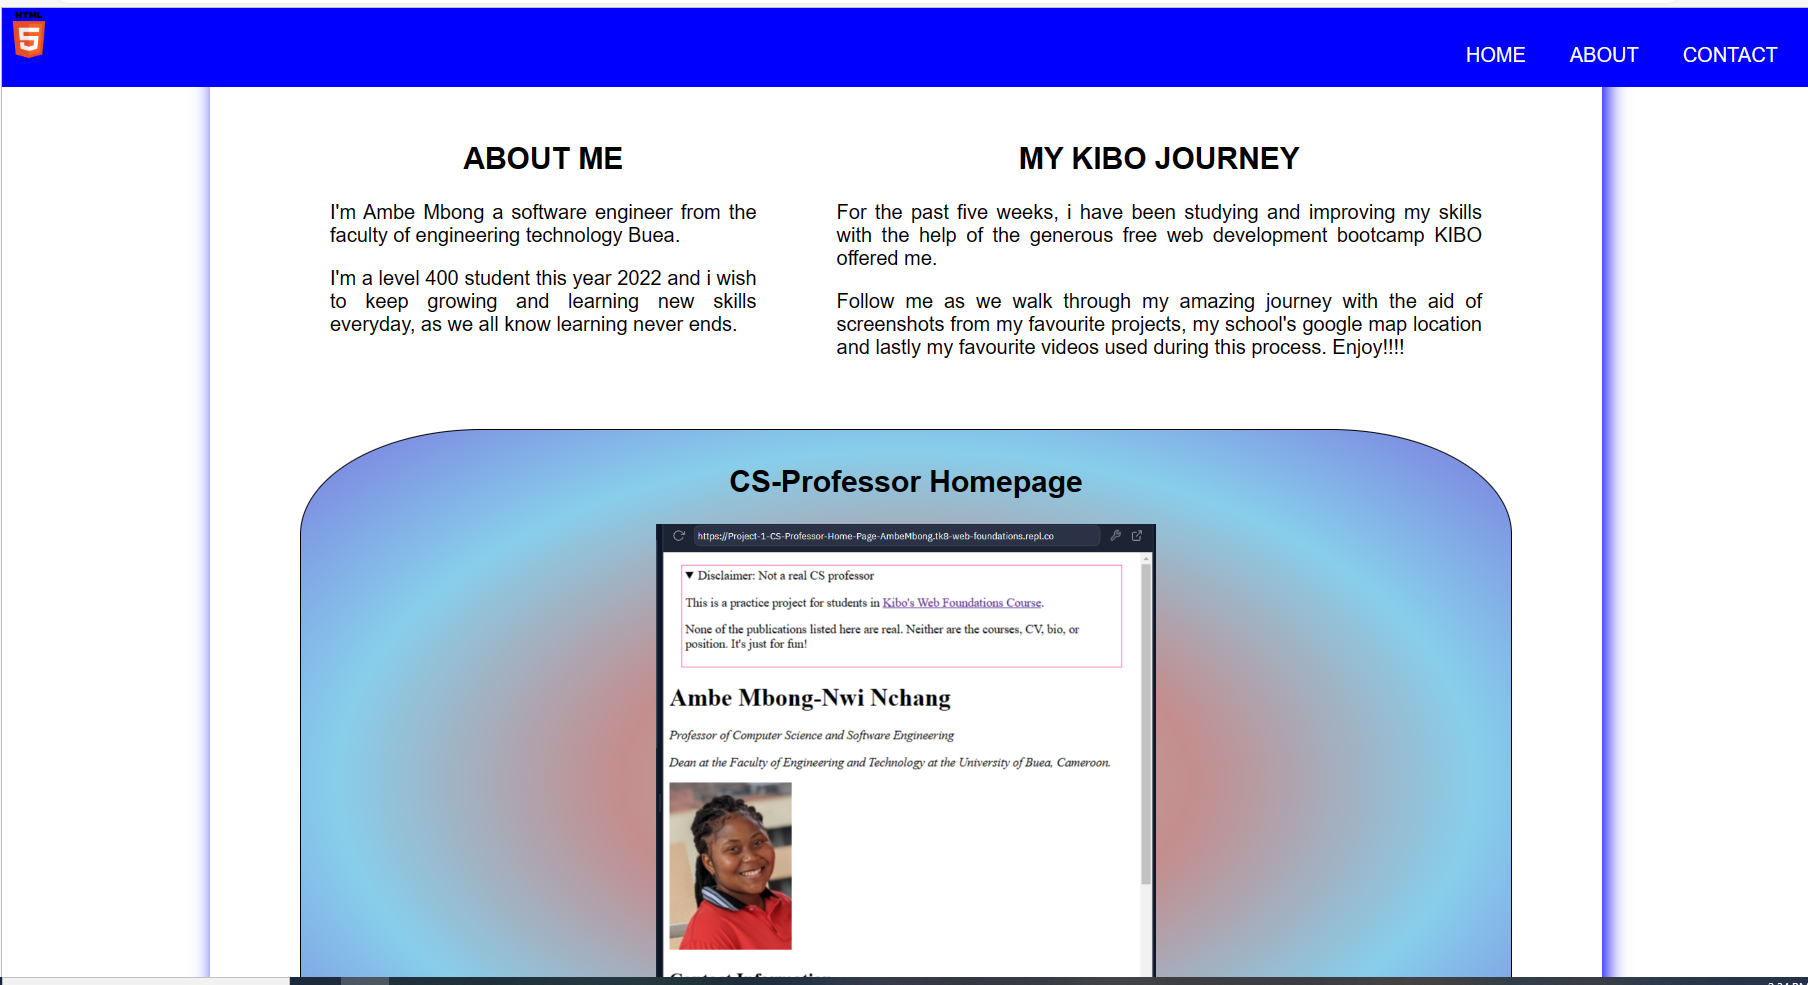 HTML
5
HOME ABOUT CONTACT
ABOUT ME
I'm Ambe Mbong a software engineer from the
faculty of engineering technology Buea.
I'm a level 400 student this year 2022 and i wish
to keep growing and learning new skills
everyday, as we all know learning never ends.
MY KIBO JOURNEY
For the past five weeks, i have been studying and improving my skills
with the help of the generous free web development bootcamp KIBO
offered me.
Follow me as we walk through my amazing journey with the aid of
screenshots from my favourite projects, my school's google map location
and lastly my favourite videos used during this process. Enjoy!!!!
CS-Professor Homepage
https://Project-1-CS-Professor-Home-Page-AmbeMbong.tk8-web-foundations.repl.co
▼ Disclaimer: Not a real CS professor
This is a practice project for students in Kibo's Web Foundations Course.
None of the publications listed here are real. Neither are the courses, CV, bio, or
position. It's just for fun!
Ambe Mbong-Nwi Nchang
Professor of Computer Science and Software Engineering
Dean at the Faculty of Engineering and Technology at the University of Buea, Cameroon.
Contact Information